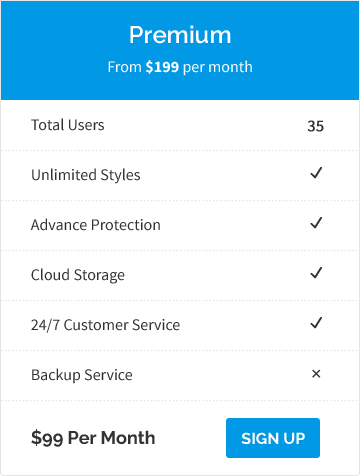 Premium
From $199 per month
Total Users 35
Unlimited Styles ✓
Advance Protection ✓
Cloud Storage ✓
24/7 Customer Service ✓
Backup Service ×
$99 Per Month SIGN UP